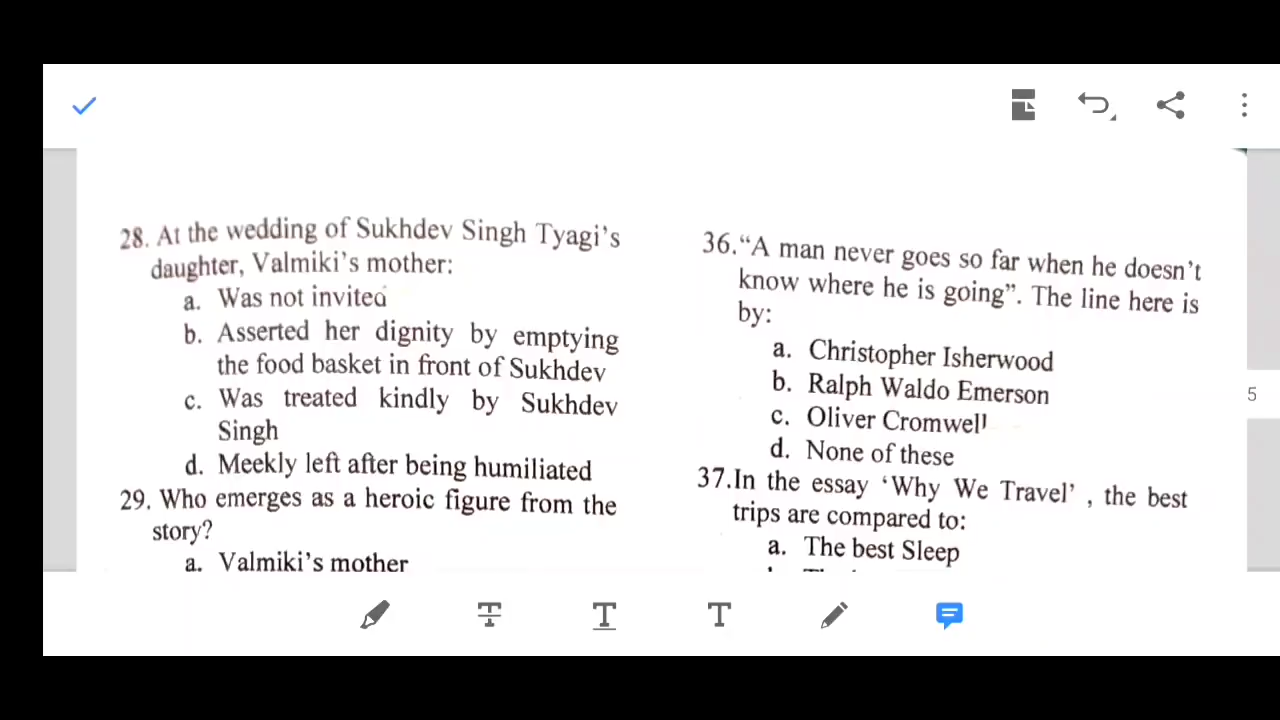 28. At the wedding of Sukhdev Singh Tyagi's
daughter, Valmiki's mother:
a. Was not invited
b. Asserted her dignity by emptying
the food basket in front of Sukhdev
c. Was treated kindly by Sukhdev
Singh
d. Meekly left after being humiliated
29. Who emerges as a heroic figure from the
story?
a. Valmiki's mother
36. "A man never goes so far when he doesn't
know where he is going". The line here is
by:
a. Christopher Isherwood
b. Ralph Waldo Emerson
c. Oliver Cromwell
d. None of these
37. In the essay 'Why We Travel' , the best
trips are compared to:
a. The best Sleep
5